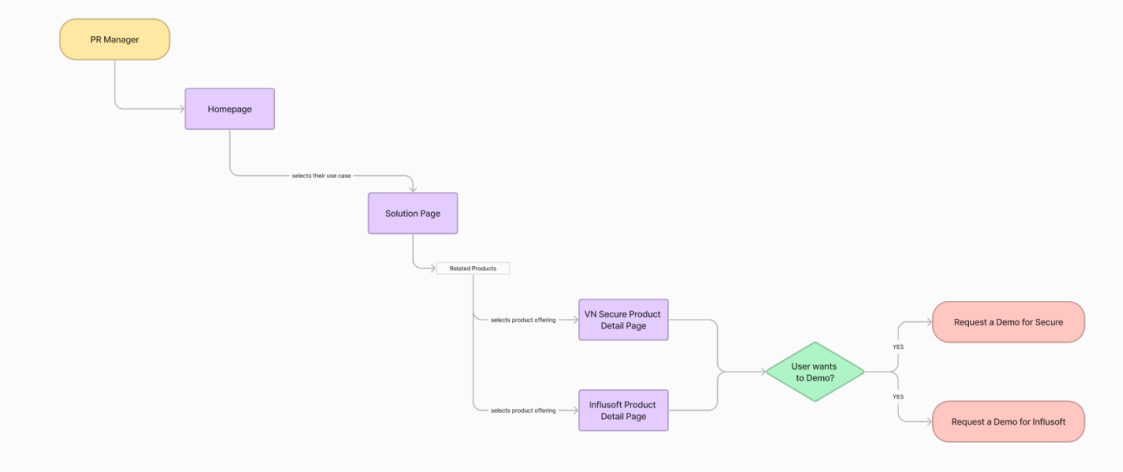 PR Manager
Homepage
selects their use case
Solution Page
Related Products
selects product offering
VN Secure Product
Detail Page
selects product offering
Influsoft Product
Detail Page
User wants
to Demo?
YES
Request a Demo for Secure
YES
Request a Demo for Influsoft